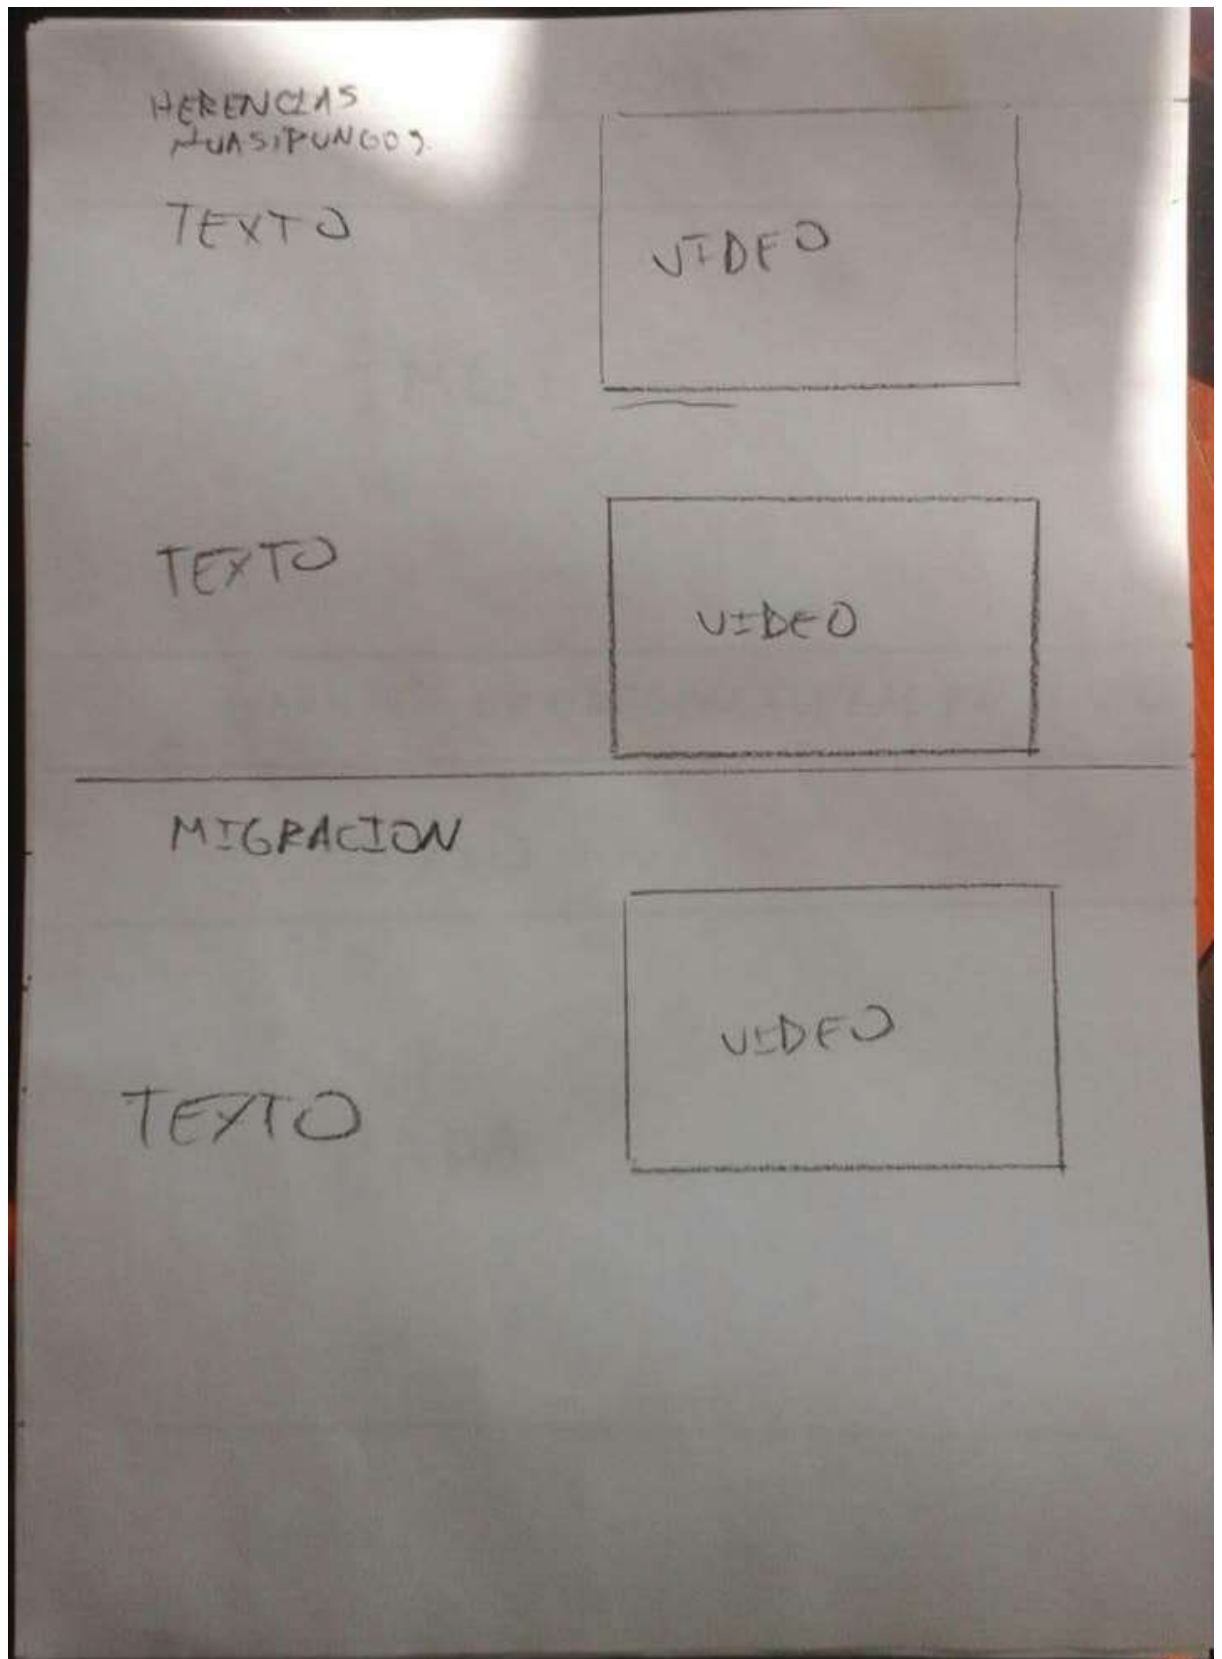 HERENCIAS
HUASIPUNGOS.
TEXTO
VIDEO
TEXTO
VIDEO
MIGRACION
VIDEO
TEXTO